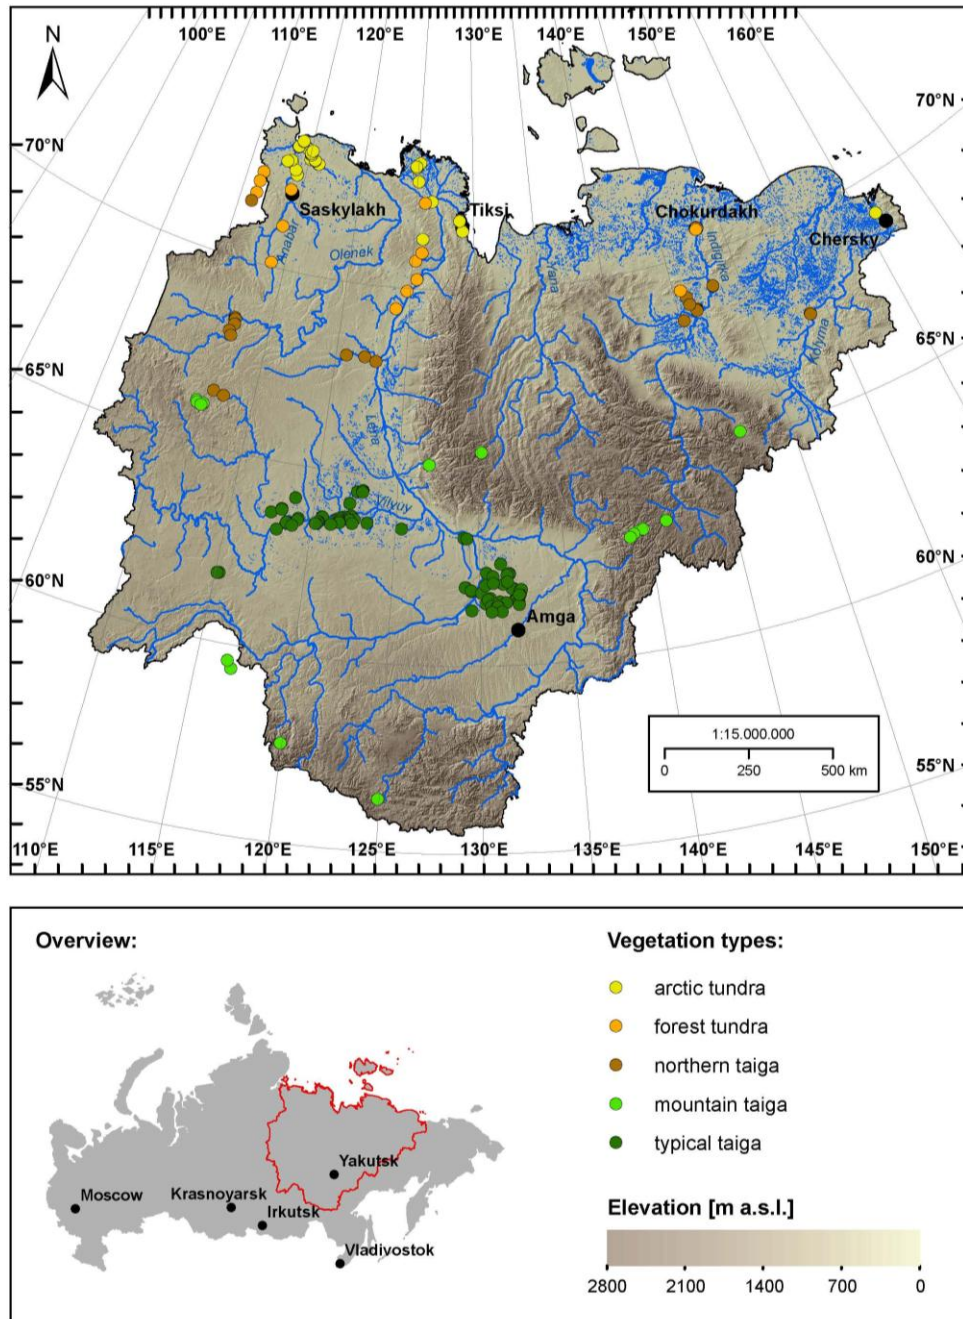 100°E 110°E 120°E 130°E 140°E 150°E 160°E
N
70°N 70°N
Saskylakh
Tiksi
Chokurdakh
Chersky
Anabar
Olenek
Yana
Indigirka
Kolyma
65°N 65°N
Lena
Vilyuy
60°N 60°N
Amga
1:15.000.000
0 250 500 km
55°N 55°N
110°E 115°E 120°E 125°E 130°E 135°E 140°E 145°E 150°E
Overview:
Moscow
Krasnoyarsk
Irkutsk
Yakutsk
Vladivostok
Vegetation types:
arctic tundra
forest tundra
northern taiga
mountain taiga
typical taiga
Elevation [m a.s.l.]
2800 2100 1400 700 0